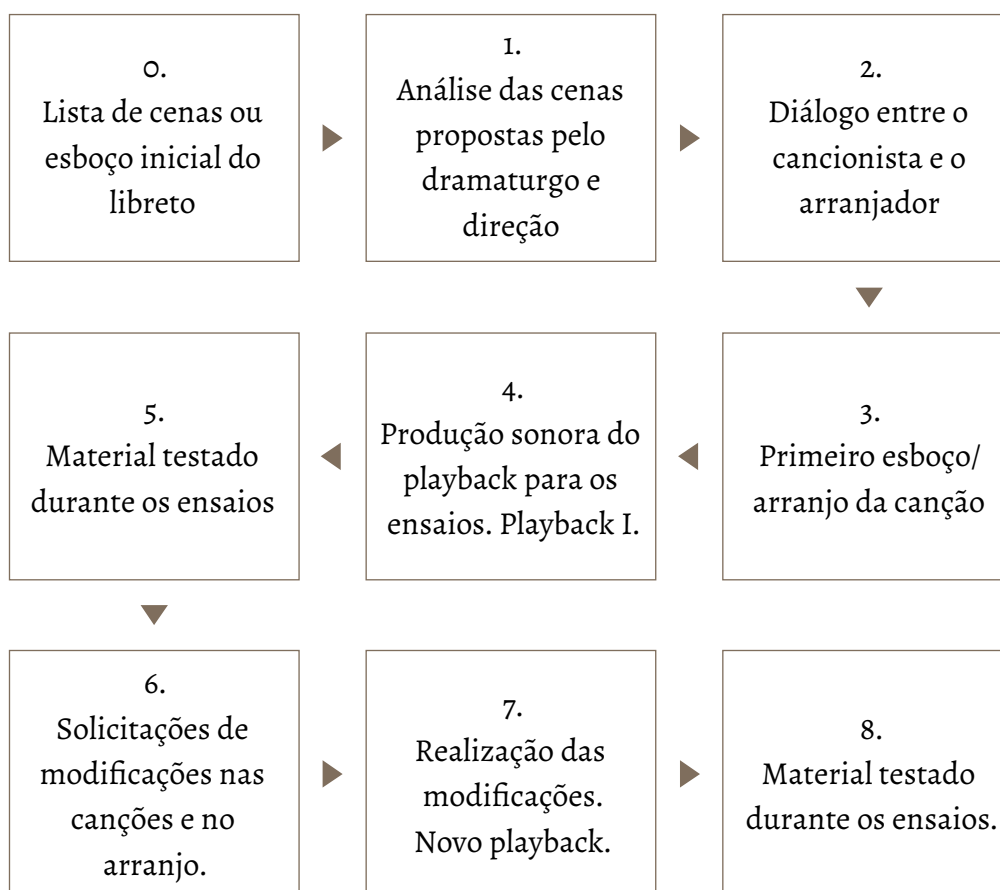 0.
Lista de cenas ou
esboço inicial do
libreto
1.
Análise das cenas
propostas pelo
dramaturgo e
direção
2.
Diálogo entre o
cancionista e o
arranjador
3.
Primeiro esboço/
arranjo da canção
4.
Produção sonora do
playback para os
ensaios. Playback I.
5.
Material testado
durante os ensaios
6.
Solicitações de
modificações nas
canções e no
arranjo.
7.
Realização das
modificações.
Novo playback.
8.
Material testado
durante os ensaios.